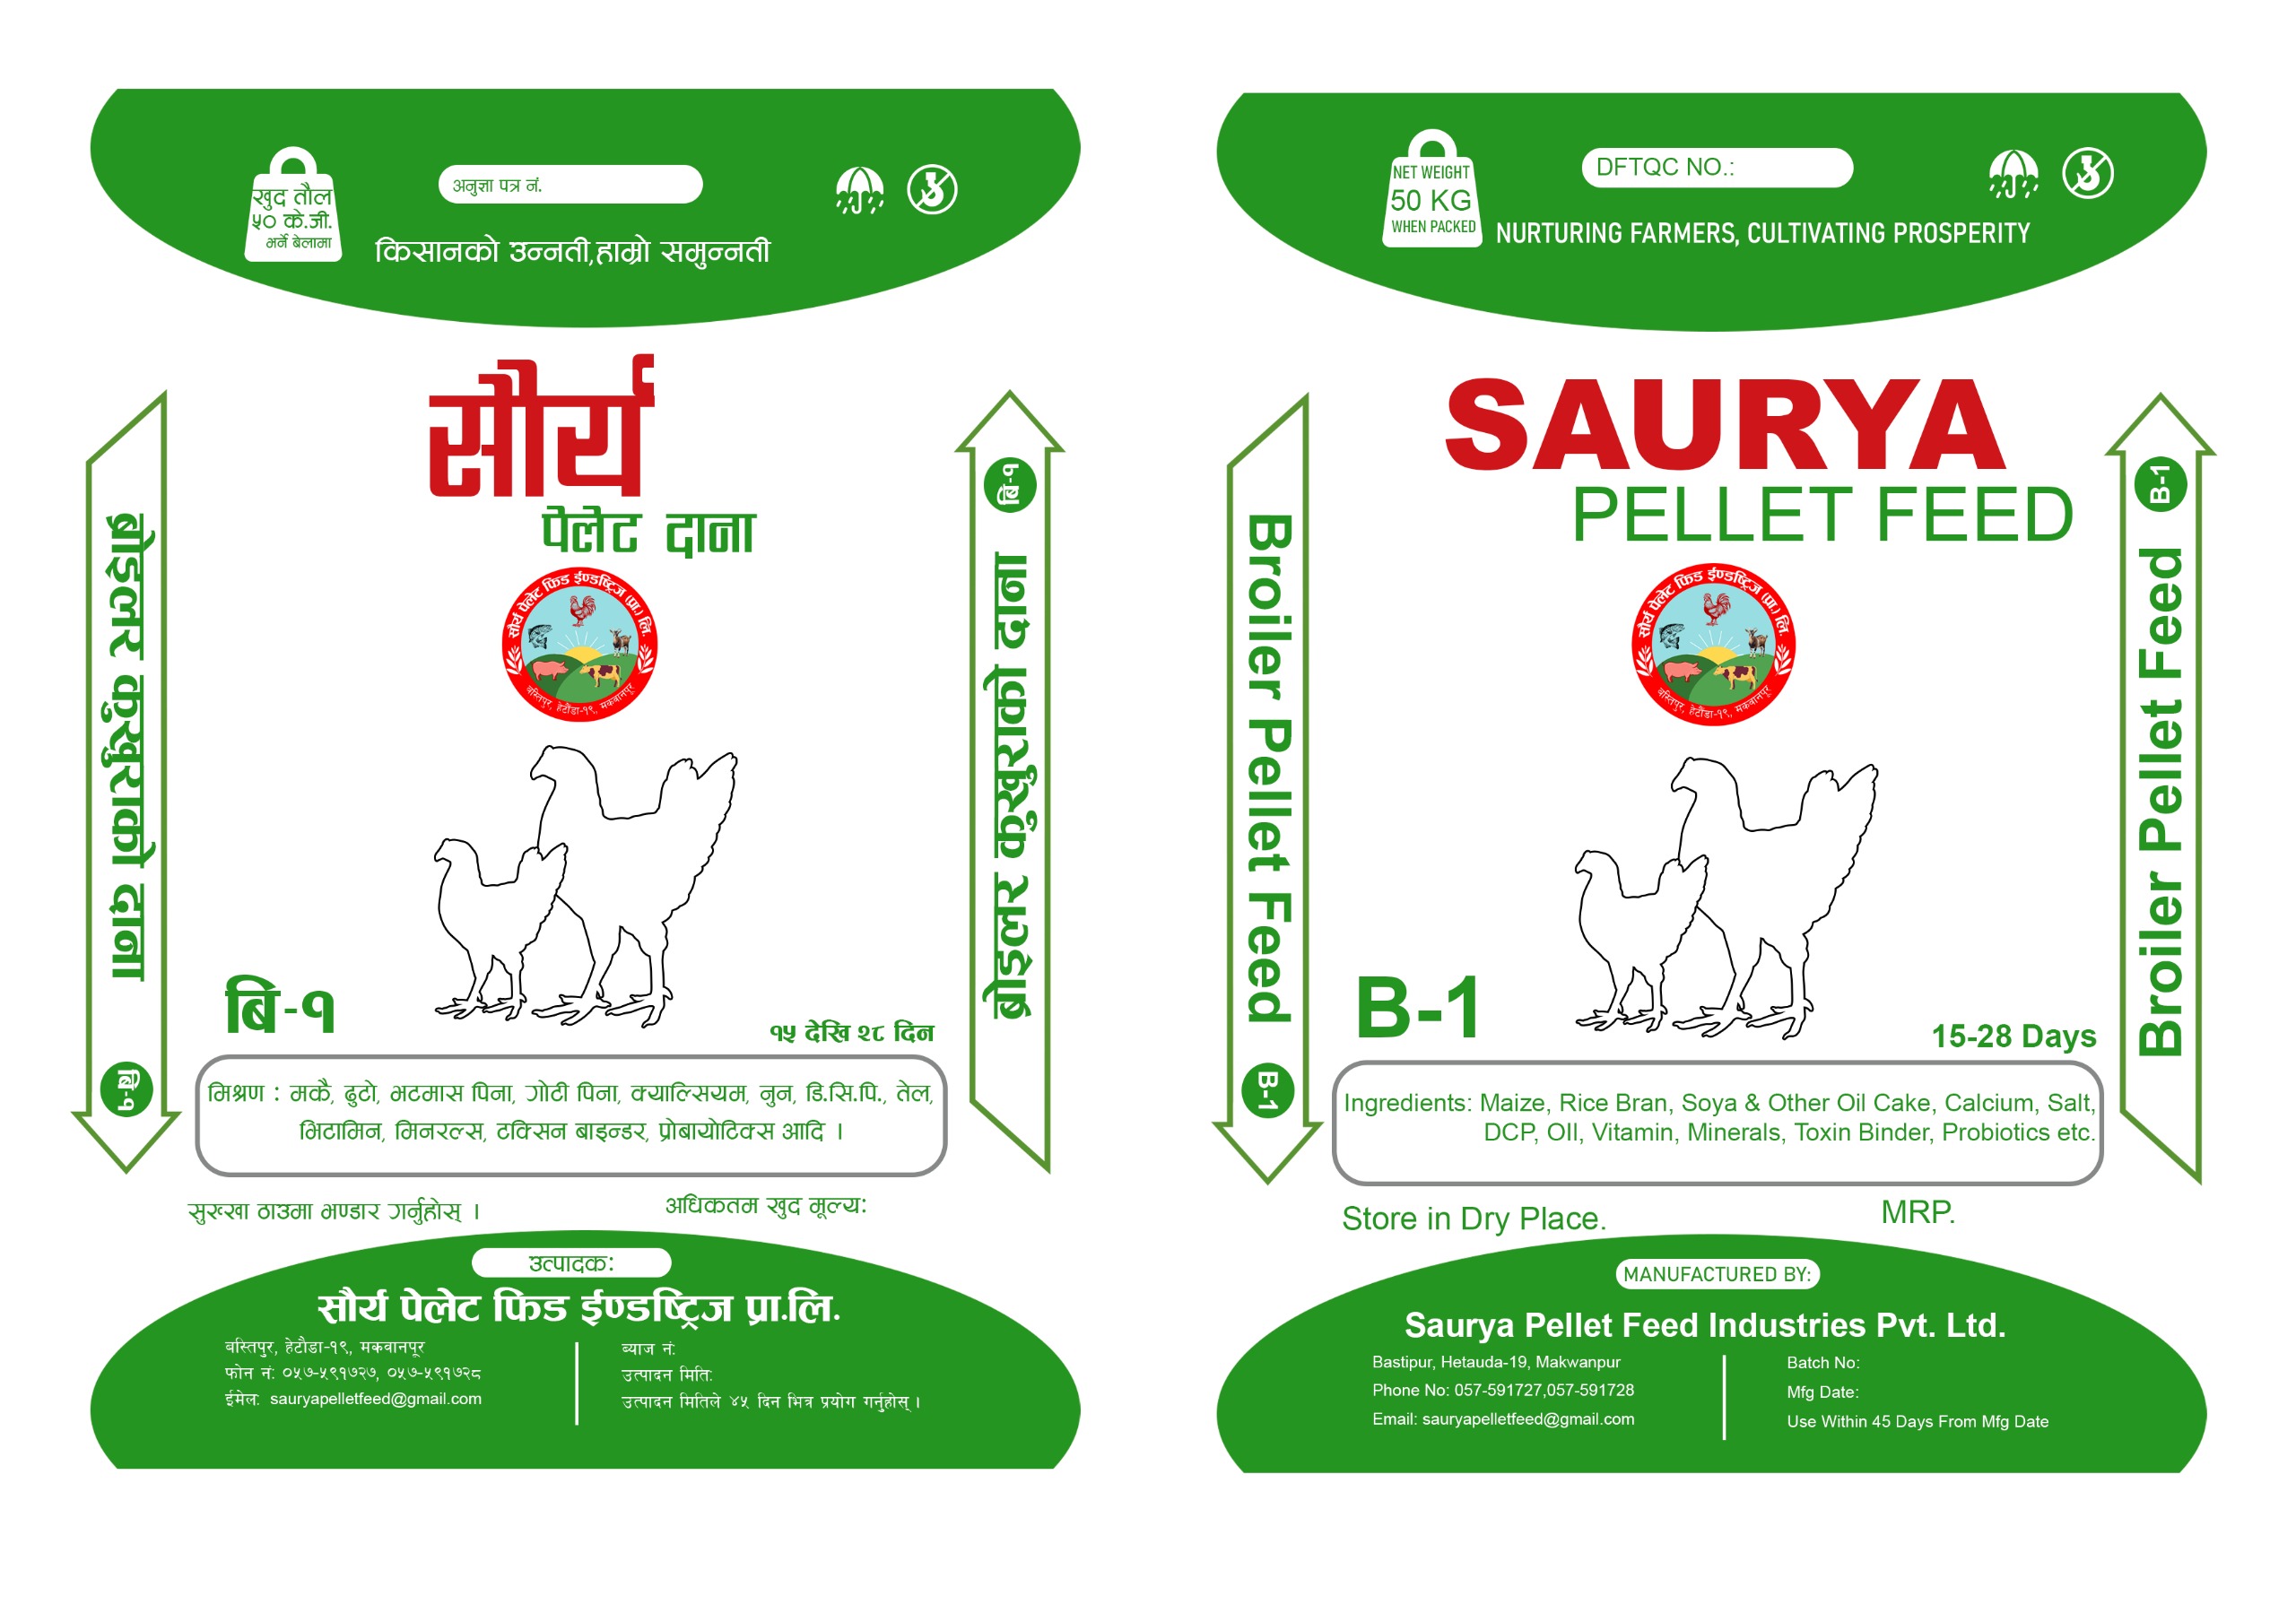 खुद तौल
५० के.जी.
भर्ने बेलामा
अनुज्ञा पत्र नं.
किसानको उन्नती,हाम्रो समुन्नती
सौर्य
पेलेट दाना
सौर्य पेलेट फिड ईण्डष्ट्रिज (प्रा.) लि.
बस्तिपुर, हेटौंडा-१९, मकवानपुर
ब्रोइलर कुखुराको दाना
बि-१
ब्रोइलर कुखुराको दाना
बि-१
बि-१
१५ देखि २८ दिन
मिश्रण : मकै, ढुटो, भटमास पिना, गोटी पिना, क्याल्सियम, नुन, डि.सि.पि., तेल,
भिटामिन, मिनरल्स, टक्सिन बाइन्डर, प्रोबायोटिक्स आदि ।
सुख्खा ठाउमा भण्डार गर्नुहोस् ।
अधिकतम खुद मूल्य:
उत्पादक:
सौर्य पेलेट फिड ईण्डष्ट्रिज प्रा.लि.
बस्तिपुर, हेटौडा-१९, मकवानपूर
फोन नं: ०५७-५९१७२७, ०५७-५९१७२८
ईमेल: sauryapelletfeed@gmail.com
ब्याज नं:
उत्पादन मिति:
उत्पादन मितिले ४५ दिन भित्र प्रयोग गर्नुहोस् ।
NET WEIGHT
50 KG
WHEN PACKED
DFTQC NO.:
NURTURING FARMERS, CULTIVATING PROSPERITY
SAURYA
PELLET FEED
सौर्य पेलेट फिड ईण्डष्ट्रिज (प्रा.) लि.
बस्तिपुर, हेटौंडा-१९, मकवानपुर
Broiler Pellet Feed
B-1
Broiler Pellet Feed
B-1
B-1
15-28 Days
Ingredients: Maize, Rice Bran, Soya & Other Oil Cake, Calcium, Salt,
DCP, OIl, Vitamin, Minerals, Toxin Binder, Probiotics etc.
Store in Dry Place.
MRP.
MANUFACTURED BY:
Saurya Pellet Feed Industries Pvt. Ltd.
Bastipur, Hetauda-19, Makwanpur
Phone No: 057-591727,057-591728
Email: sauryapelletfeed@gmail.com
Batch No:
Mfg Date:
Use Within 45 Days From Mfg Date